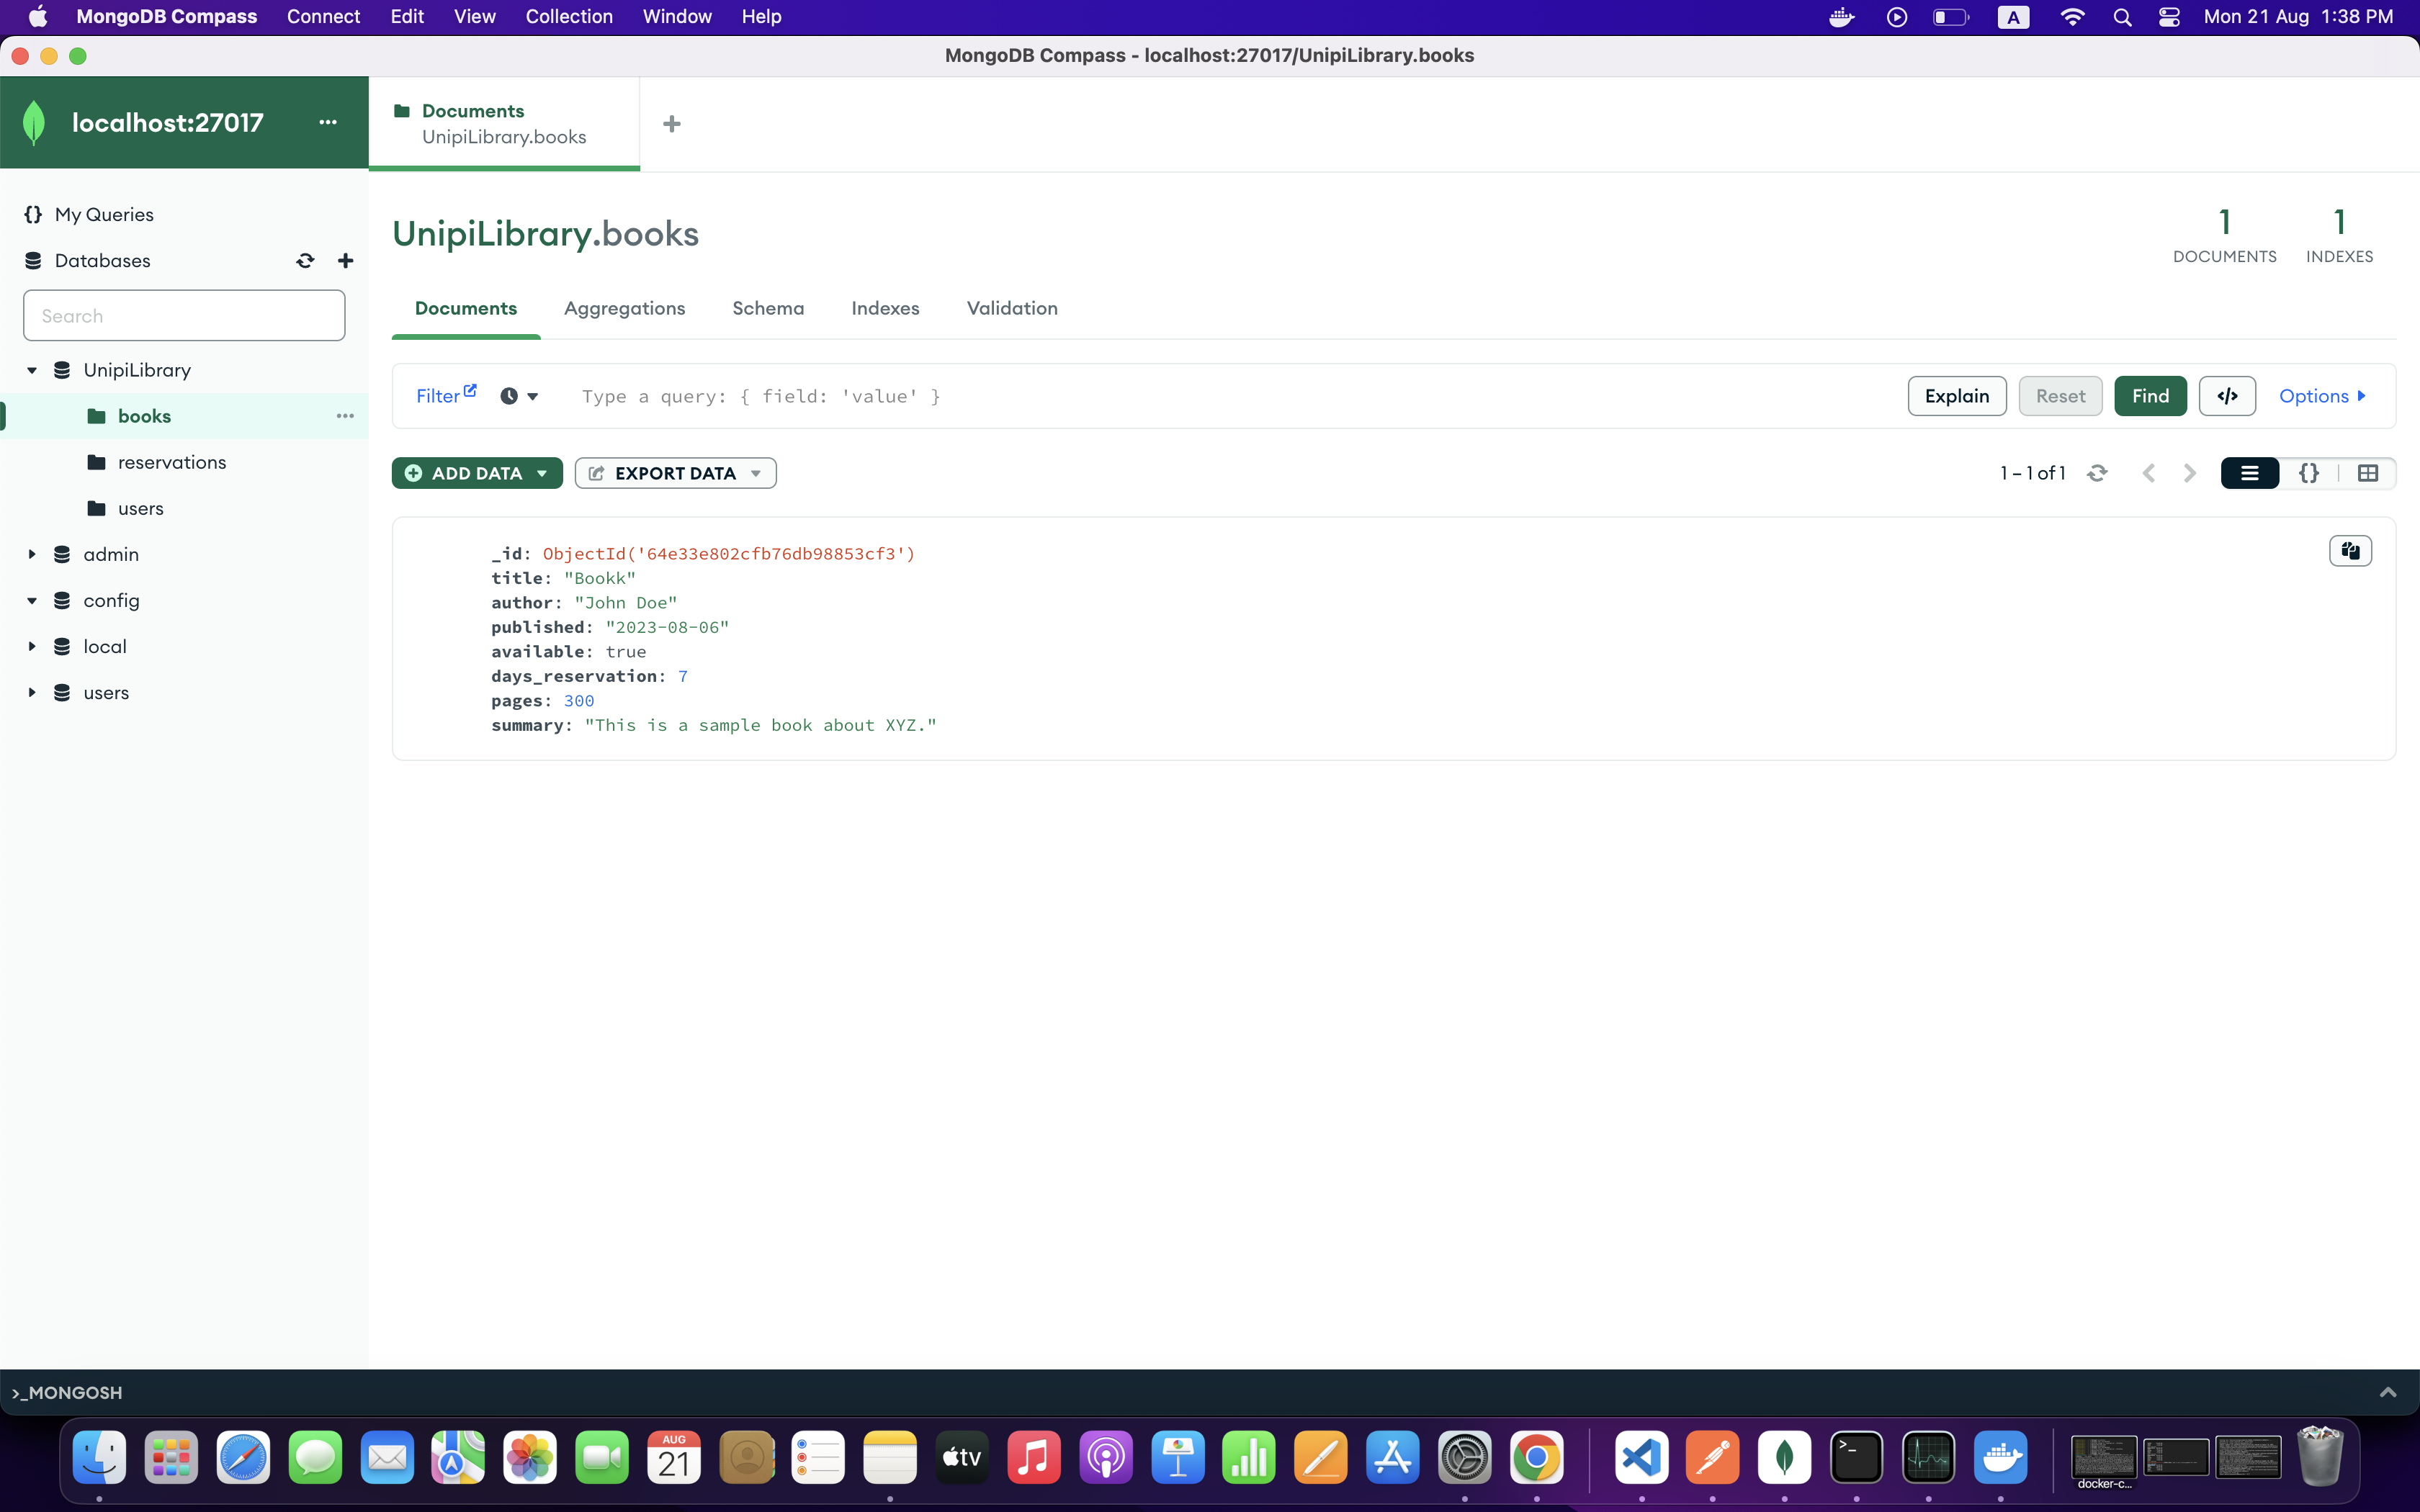 MongoDB Compass Connect Edit View Collection Window Help A Mon 21 Aug 1:38 PM
MongoDB Compass - localhost:27017/UnipiLibrary.books
localhost:27017
Documents
UnipiLibrary.books
My Queries
Databases
Search
UnipiLibrary
books
reservations
users
admin
config
local
users
UnipiLibrary.books
1
DOCUMENTS
1
INDEXES
Documents Aggregations Schema Indexes Validation
Filter Type a query: { field: 'value' } Explain Reset Find </> Options
ADD DATA EXPORT DATA 1 – 1 of 1 {}
_id: ObjectId('64e33e802cfb76db98853cf3')
title: "Bookk"
author: "John Doe"
published: "2023-08-06"
available: true
days_reservation: 7
pages: 300
summary: "This is a sample book about XYZ."
>_MONGOSH
AUG
21
tv
>_
docker-c...